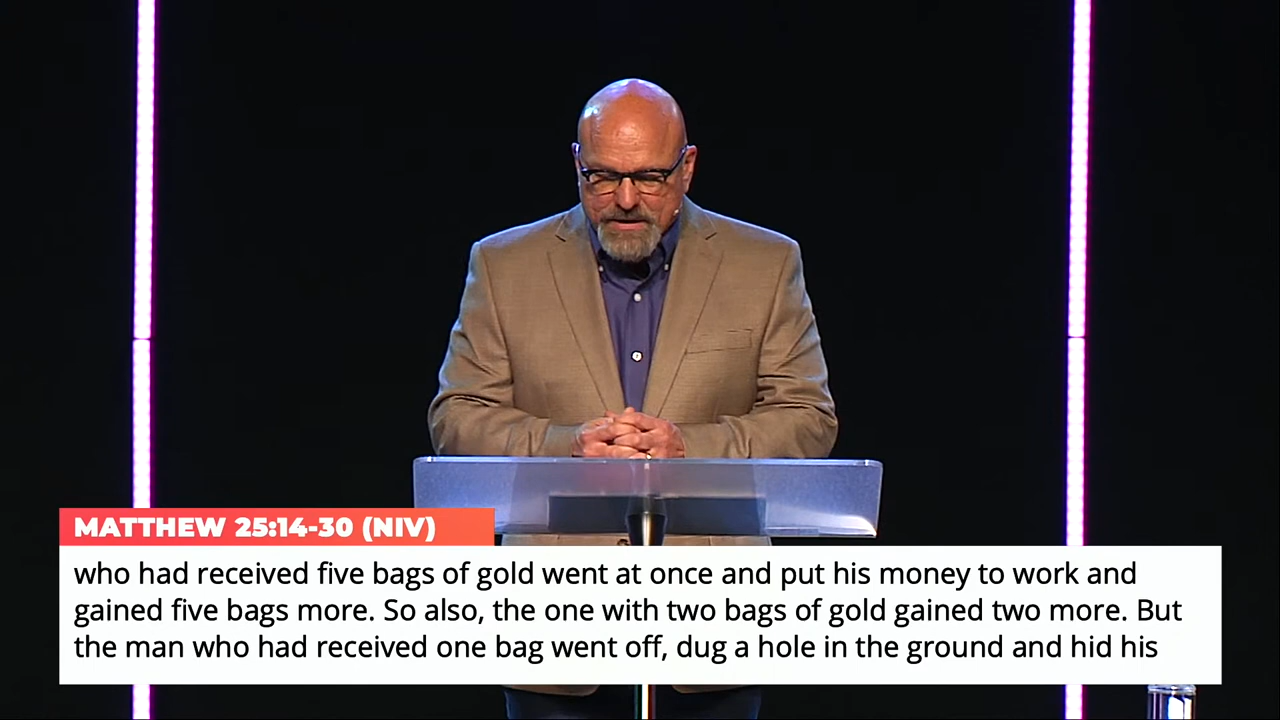 MATTHEW 25:14-30 (NIV)
who had received five bags of gold went at once and put his money to work and
gained five bags more. So also, the one with two bags of gold gained two more. But
the man who had received one bag went off, dug a hole in the ground and hid his